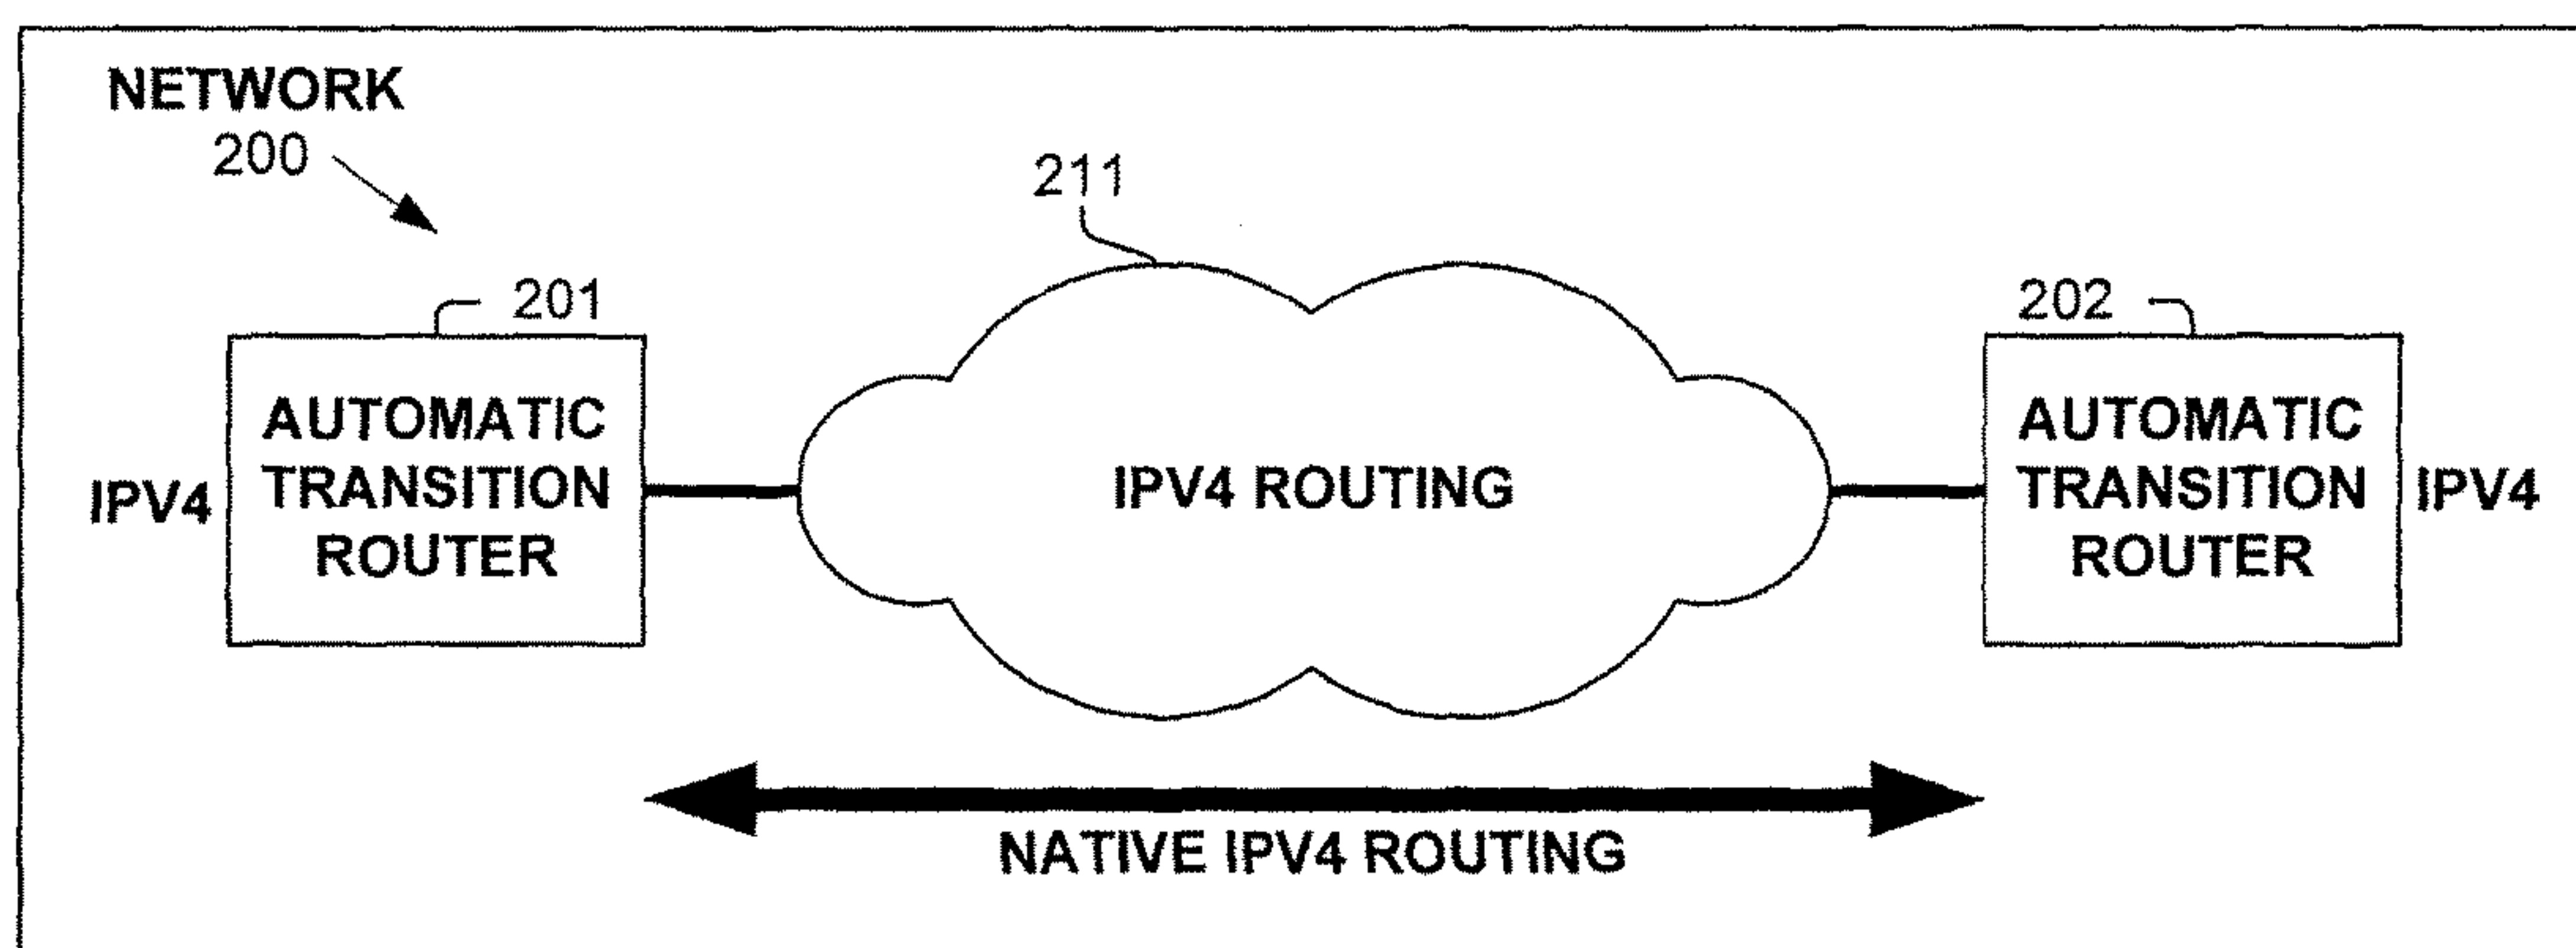 NETWORK
200
211
201
202
IPV4
AUTOMATIC
TRANSITION
ROUTER
IPV4 ROUTING
AUTOMATIC
TRANSITION
ROUTER
IPV4
NATIVE IPV4 ROUTING